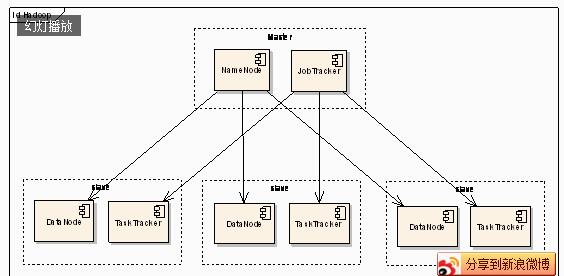 id Hadoop
幻灯播放
Master
NameNode
JobTracker
slave
slave
slave
DataNode
TaskTracker
DataNode
TaskTracker
DataNode
TaskTracker
分享到新浪微博